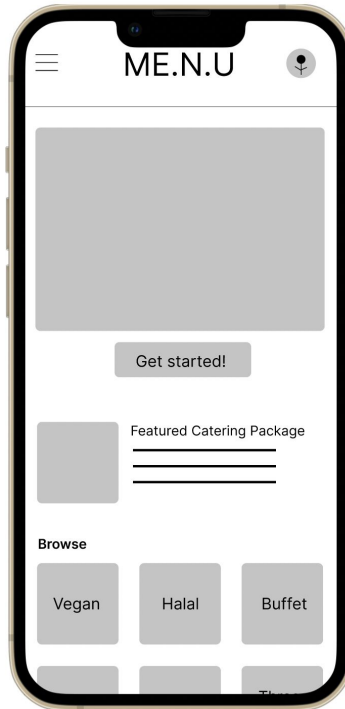 ME.N.U
Get started!
Featured Catering Package
Browse
Vegan Halal Buffet